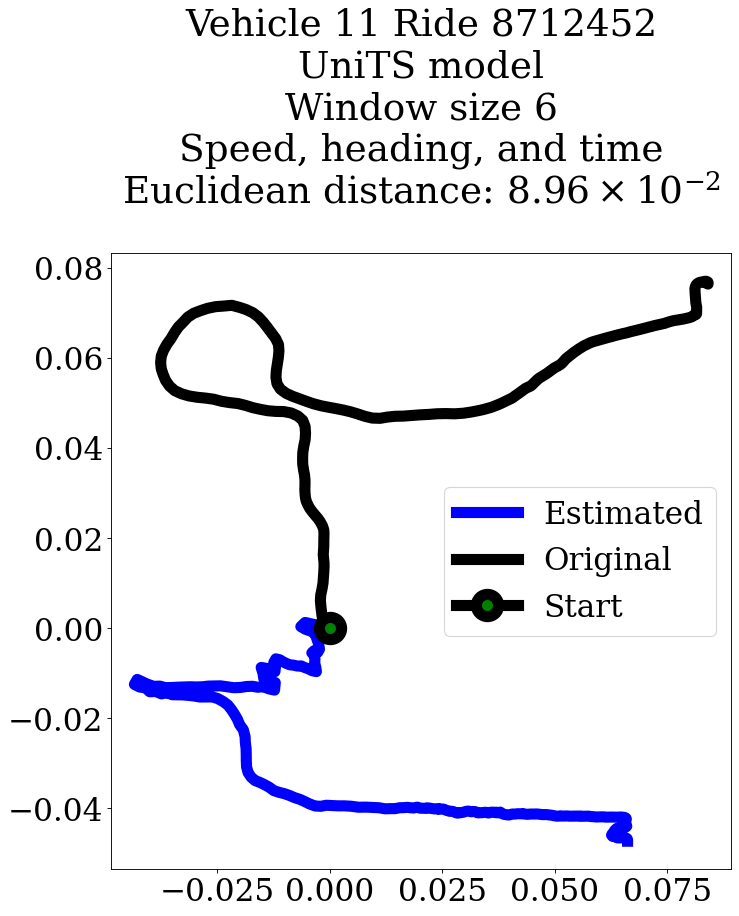 Vehicle 11 Ride 8712452
UniTS model
Window size 6
Speed, heading, and time
Euclidean distance: 8.96 × 10⁻²
0.08
0.06
0.04
0.02
0.00
−0.02
−0.04
Estimated
Original
Start
−0.025 0.000 0.025 0.050 0.075